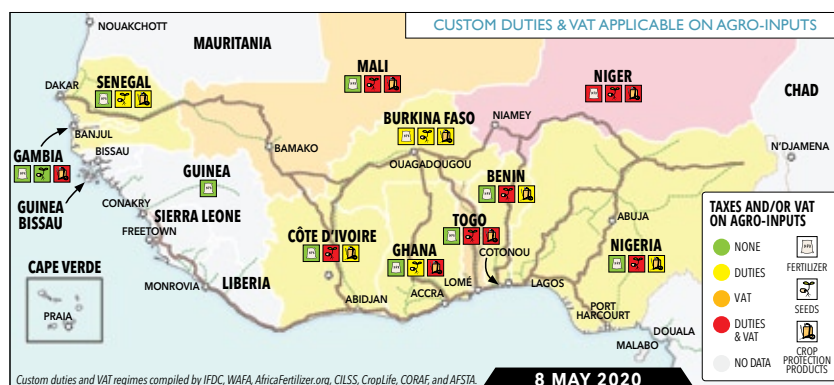 CUSTOM DUTIES & VAT APPLICABLE ON AGRO-INPUTS
NOUAKCHOTT
MAURITANIA
MALI
NIGER
CHAD
SENEGAL
DAKAR
BURKINA FASO
NIAMEY
BANJUL
BISSAU
BAMAKO
OUAGADOUGOU
N'DJAMENA
GAMBIA
GUINEA
BENIN
GUINEA
BISSAU
CONAKRY
SIERRA LEONE
FREETOWN
CÔTE D'IVOIRE
GHANA
TOGO
COTONOU
ABUJA
NIGERIA
CAPE VERDE
PRAIA
MONROVIA
LIBERIA
ABIDJAN
ACCRA
LOMÉ
LAGOS
PORT
HARCOURT
DOUALA
MALABO
TAXES AND/OR VAT
ON AGRO-INPUTS
NONE
DUTIES
VAT
DUTIES
& VAT
NO DATA
FERTILIZER
SEEDS
CROP
PROTECTION
PRODUCTS
Custom duties and VAT regimes compiled by IFDC, WAFA, AfricaFertilizer.org, CILSS, CropLife, CORAF, and AFSTA.
8 MAY 2020